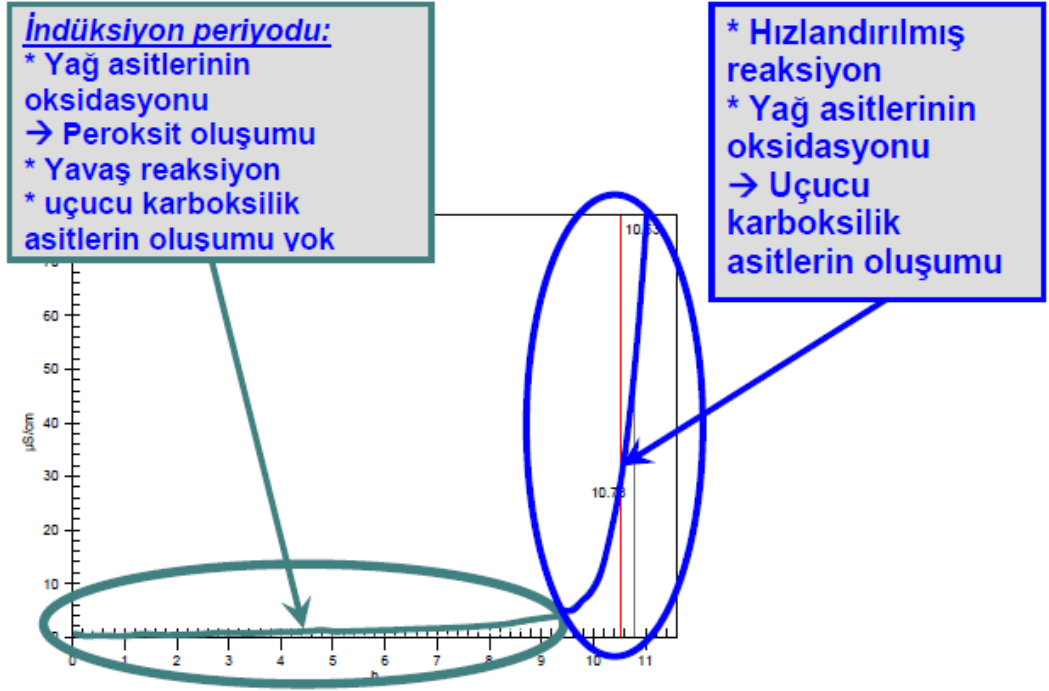 İndüksiyon periyodu:
* Yağ asitlerinin
oksidasyonu
→ Peroksit oluşumu
* Yavaş reaksiyon
* uçucu karboksilik
asitlerin oluşumu yok
* Hızlandırılmış
reaksiyon
* Yağ asitlerinin
oksidasyonu
→ Uçucu
karboksilik
asitlerin oluşumu
10.53
60
50
40
µS/cm
30
10.78
20
10
0 1 2 3 4 5 6 7 8 9 10 11
h